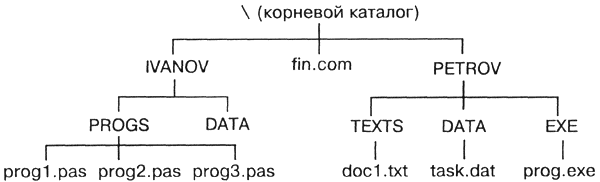 \ (корневой каталог)
IVANOV fin.com PETROV
PROGS DATA TEXTS DATA EXE
prog1.pas prog2.pas prog3.pas doc1.txt task.dat prog.exe